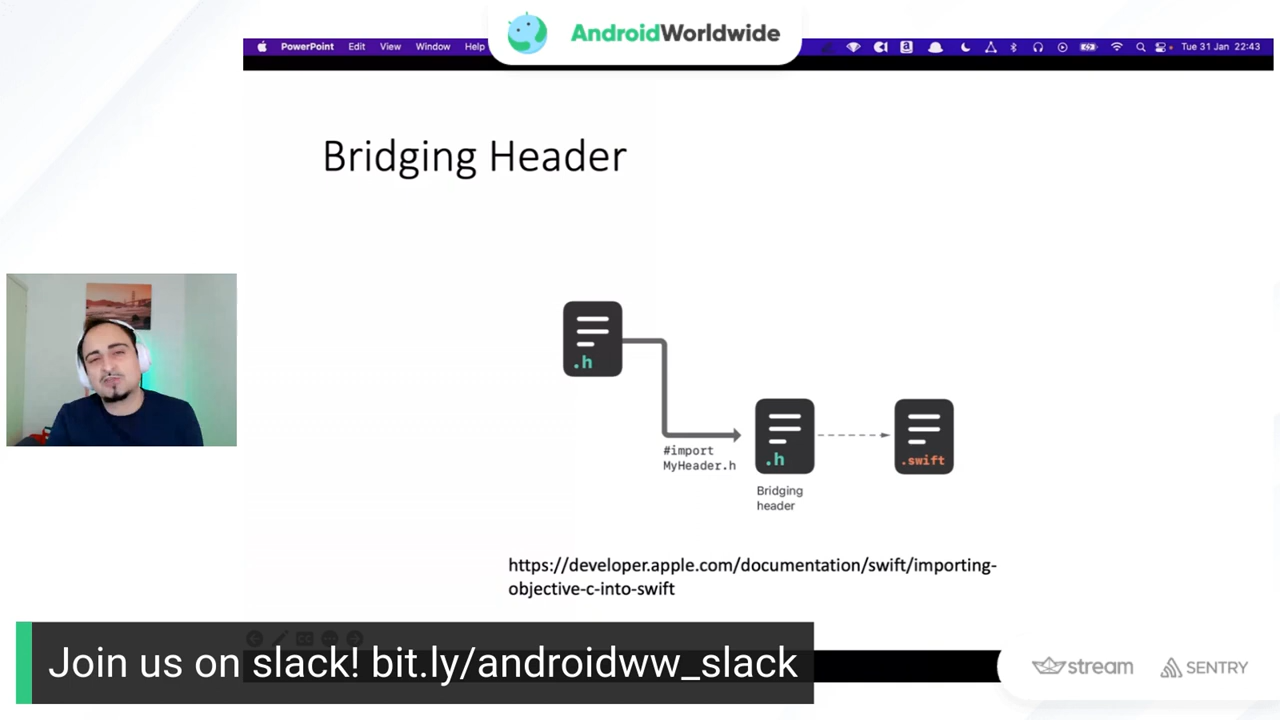 AndroidWorldwide
PowerPoint Edit View Window Help
Tue 31 Jan 22:43
Bridging Header
.h
#import
MyHeader.h
.h
.swift
Bridging
header
https://developer.apple.com/documentation/swift/importing-
objective-c-into-swift
Join us on slack! bit.ly/androidww_slack
stream
SENTRY